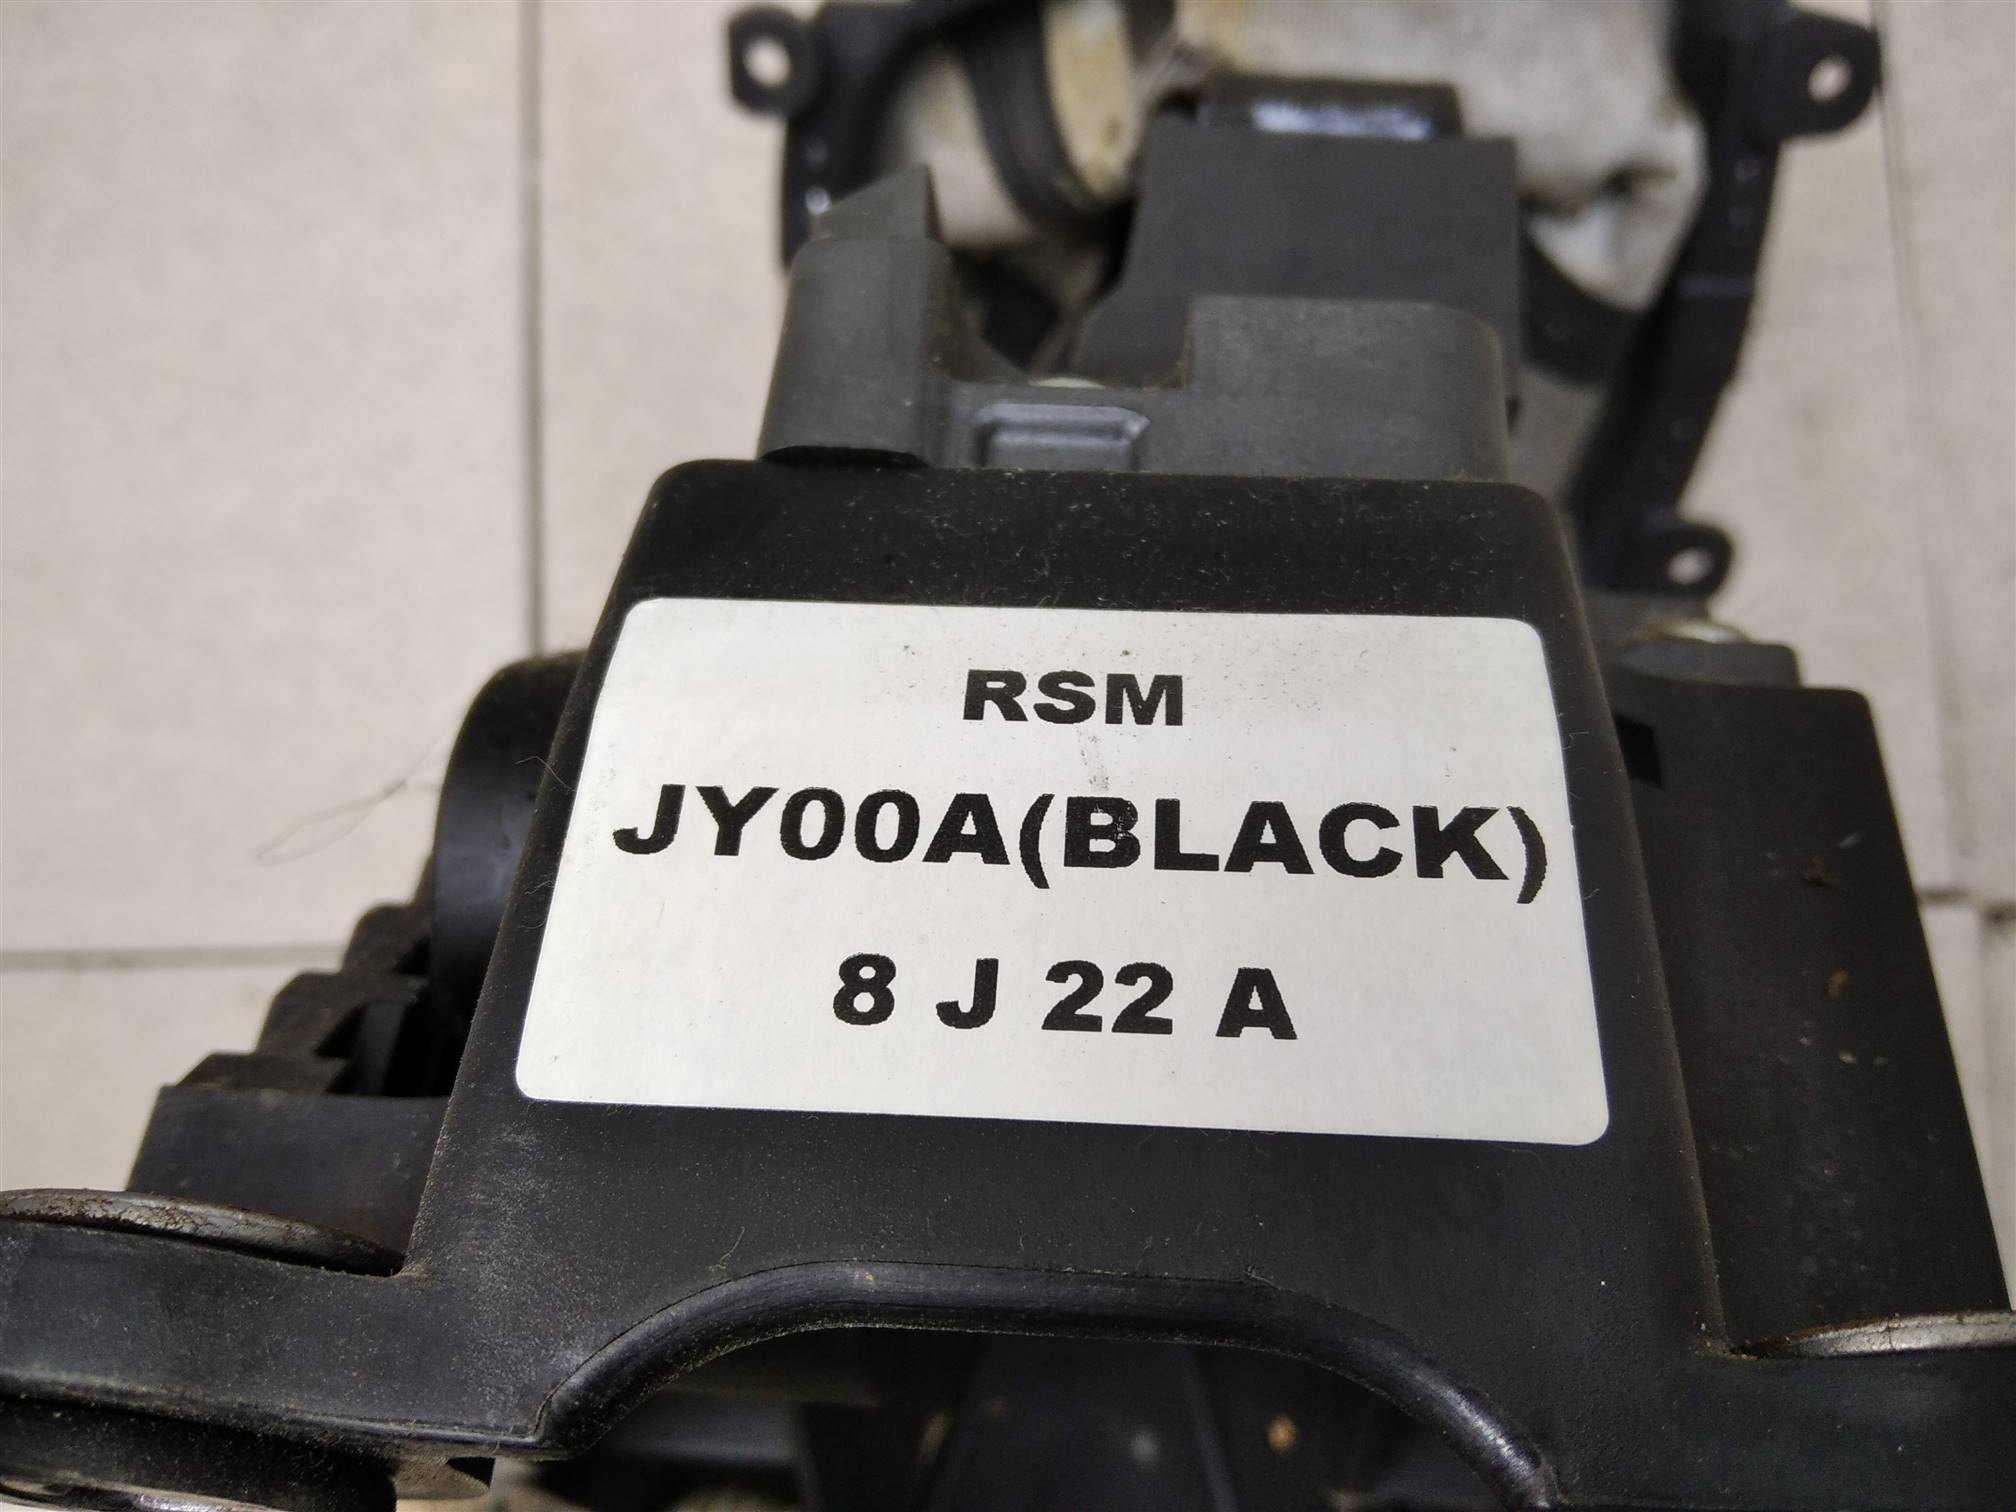 RSM
JY00A(BLACK)
8 J 22 A